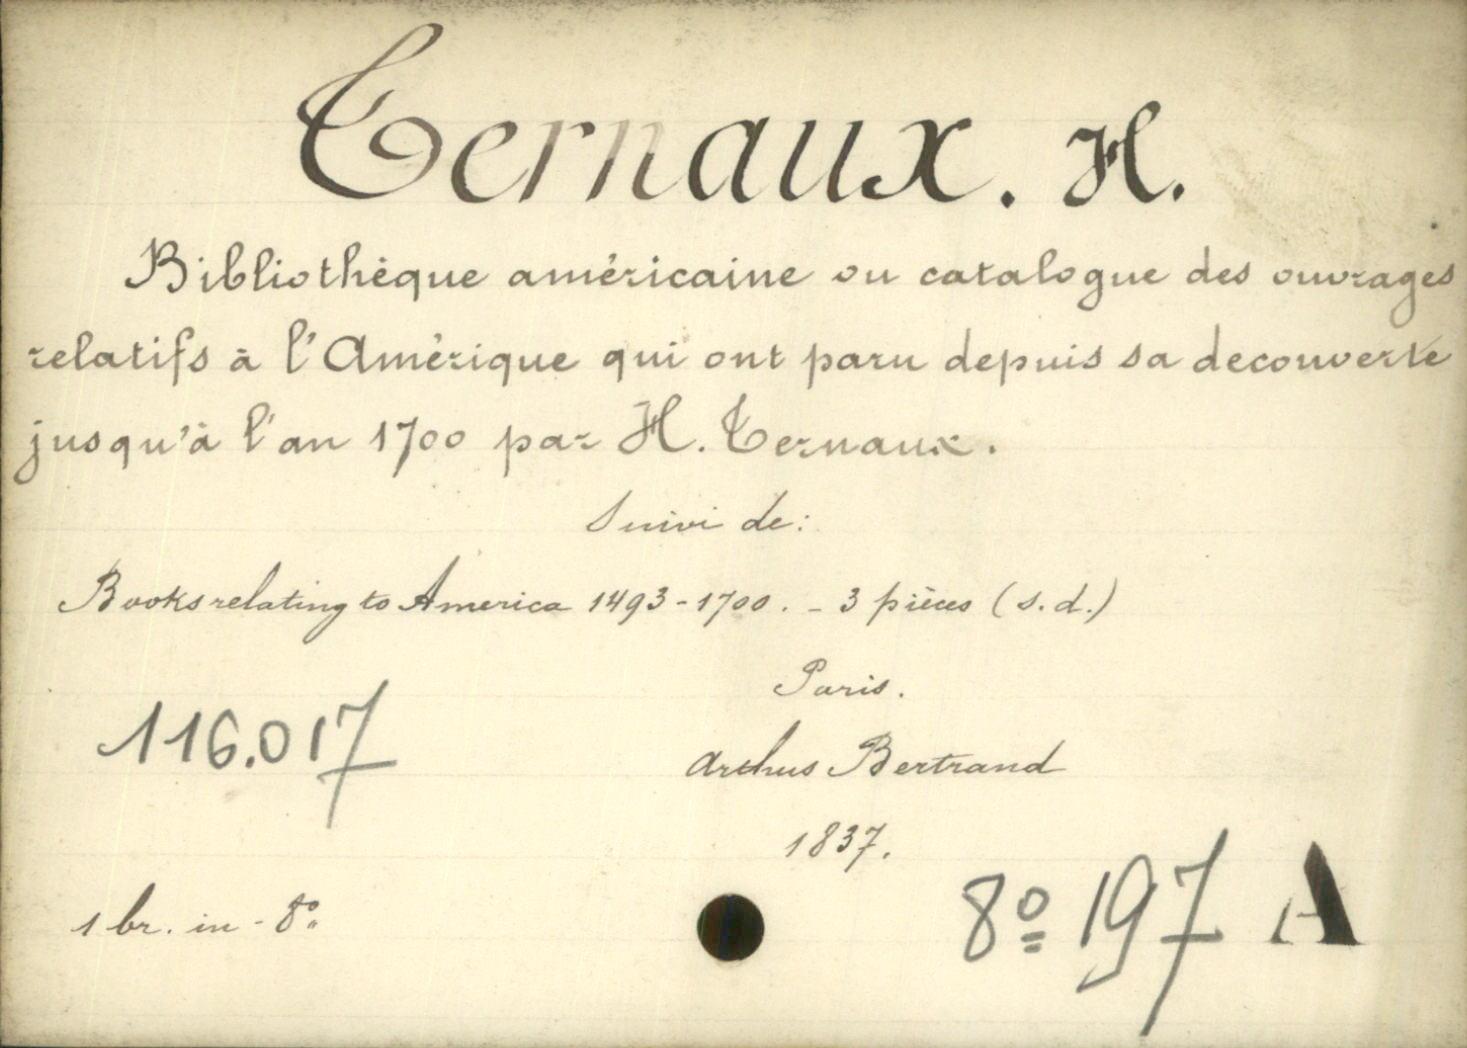 Ternaux. H.
Bibliothèque américaine ou catalogue des ouvrages
relatifs à l'Amérique qui ont paru depuis sa decouverte
jusqu'à l'an 1700 par H. Ternaux.
Suivi de:
Books relating to America 1493-1700. - 3 pièces (s.d.)
Paris.
116.017
Arthus Bertrand
1837.
1 br. in-8°
8º 197 A